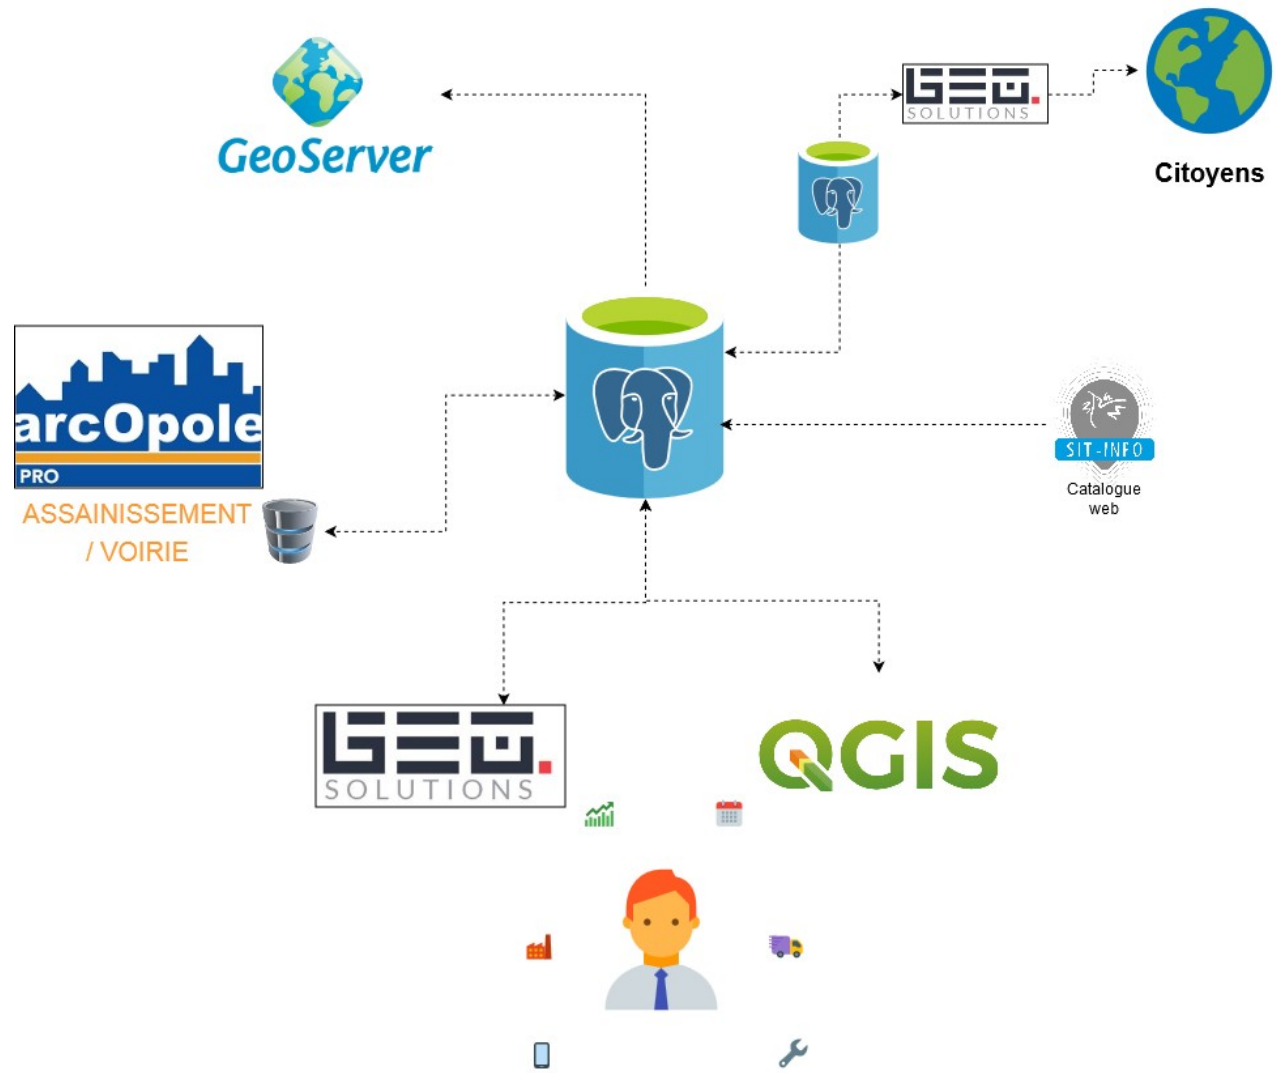 GeoServer
GEO.
SOLUTIONS
Citoyens
arcOpole
PRO
ASSAINISSEMENT
/ VOIRIE
SIT-INFO
Catalogue
web
GEO.
SOLUTIONS
QGIS